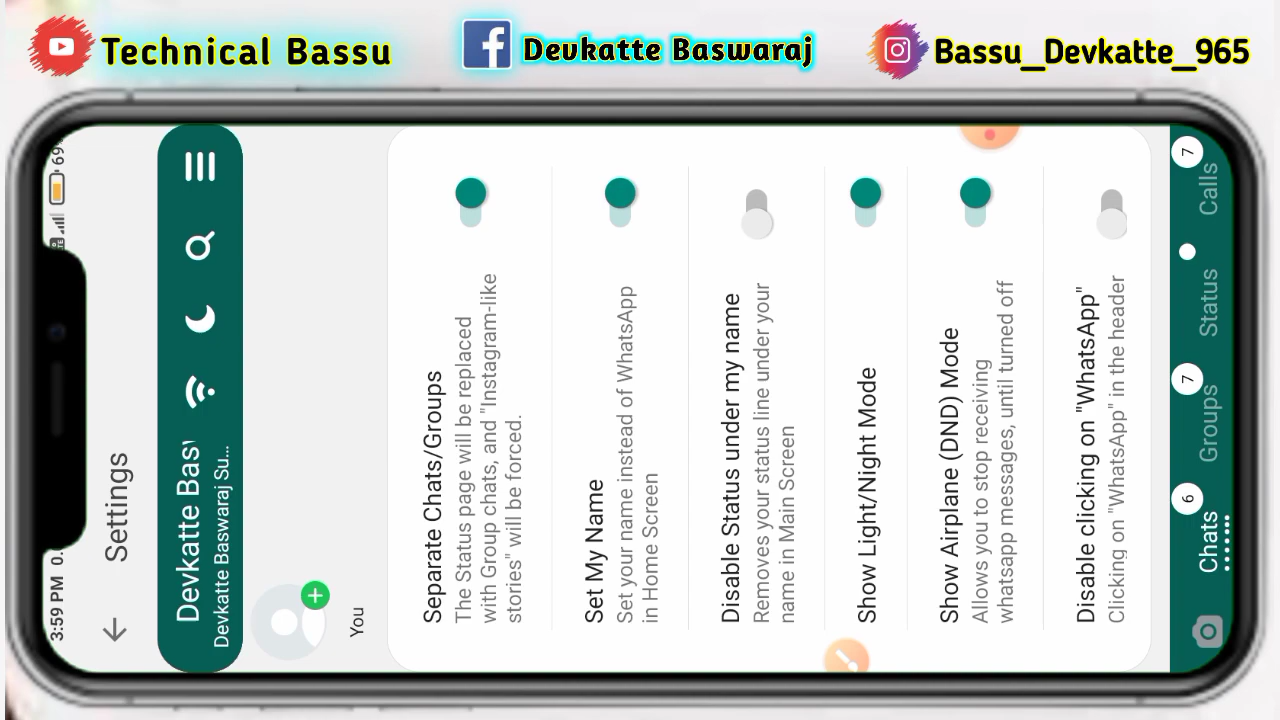 Technical Bassu
Devkatte Baswaraj
Bassu_Devkatte_965
3:59 PM
69
Settings
Devkatte Bas
Devkatte Baswaraj Su...
You
Separate Chats/Groups
The Status page will be replaced
with Group chats, and "Instagram-like
stories" will be forced.
Set My Name
Set your name instead of WhatsApp
in Home Screen
Disable Status under my name
Removes your status line under your
name in Main Screen
Show Light/Night Mode
Show Airplane (DND) Mode
Allows you to stop receiving
whatsapp messages, until turned off
Disable clicking on "WhatsApp"
Clicking on "WhatsApp" in the header
Chats 6
Groups 7
Status
Calls 7